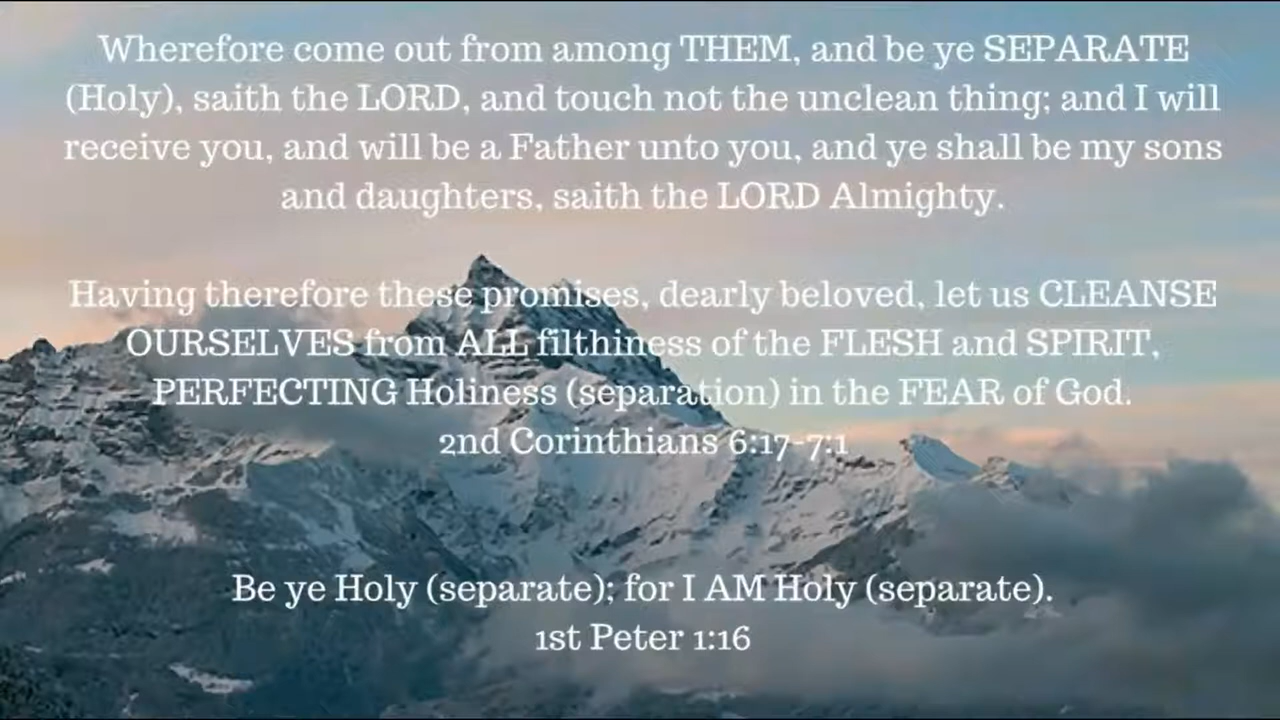 Wherefore come out from among THEM, and be ye SEPARATE
(Holy), saith the LORD, and touch not the unclean thing; and I will
receive you, and will be a Father unto you, and ye shall be my sons
and daughters, saith the LORD Almighty.
Having therefore these promises, dearly beloved, let us CLEANSE
OURSELVES from ALL filthiness of the FLESH and SPIRIT,
PERFECTING Holiness (separation) in the FEAR of God.
2nd Corinthians 6:17-7:1
Be ye Holy (separate); for I AM Holy (separate).
1st Peter 1:16